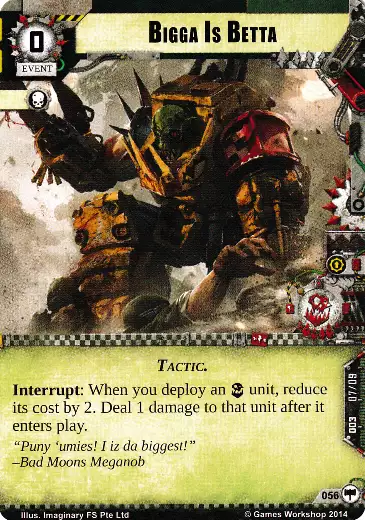 0
BIGGA IS BETTA
EVENT
TACTIC.
Interrupt: When you deploy an unit, reduce
its cost by 2. Deal 1 damage to that unit after it
enters play.
“Puny ‘umies! I iz da biggest!”
–Bad Moons Meganob
003 07/09
056
Illus. Imaginary FS Pte Ltd
© Games Workshop 2014